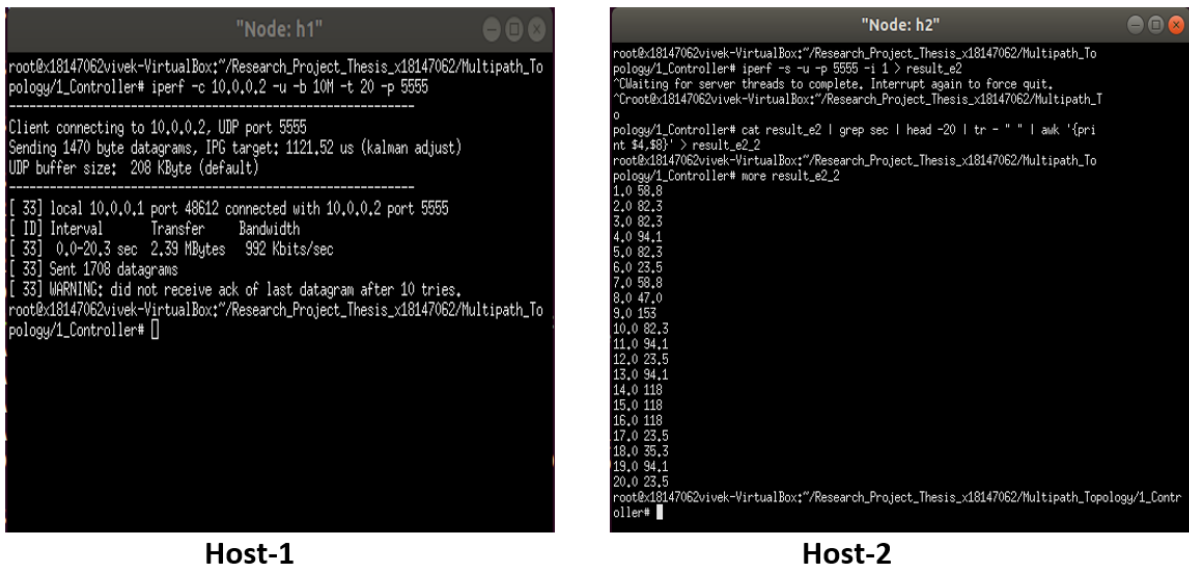 "Node: h1"
root@x18147062vivek-VirtualBox:~/Research_Project_Thesis_x18147062/Multipath_To
pology/1_Controller# iperf -c 10.0.0.2 -u -b 10M -t 20 -p 5555
------------------------------------------------------------
Client connecting to 10.0.0.2, UDP port 5555
Sending 1470 byte datagrams, IPG target: 1121.52 us (kalman adjust)
UDP buffer size:  208 KByte (default)
------------------------------------------------------------
[ 33] local 10.0.0.1 port 48612 connected with 10.0.0.2 port 5555
[ ID] Interval       Transfer     Bandwidth
[ 33]  0.0-20.3 sec  2.39 MBytes   992 Kbits/sec
[ 33] Sent 1708 datagrams
[ 33] WARNING: did not receive ack of last datagram after 10 tries.
root@x18147062vivek-VirtualBox:~/Research_Project_Thesis_x18147062/Multipath_To
pology/1_Controller#
Host-1
"Node: h2"
root@x18147062vivek-VirtualBox:~/Research_Project_Thesis_x18147062/Multipath_To
pology/1_Controller# iperf -s -u -p 5555 -i 1 > result_e2
^CWaiting for server threads to complete. Interrupt again to force quit.
^Croot@x18147062vivek-VirtualBox:~/Research_Project_Thesis_x18147062/Multipath_T
o
pology/1_Controller# cat result_e2 | grep sec | head -20 | tr - " " | awk '{pri
nt $4,$8}' > result_e2_2
root@x18147062vivek-VirtualBox:~/Research_Project_Thesis_x18147062/Multipath_To
pology/1_Controller# more result_e2_2
1.0 58.8
2.0 82.3
3.0 82.3
4.0 94.1
5.0 82.3
6.0 23.5
7.0 58.8
8.0 47.0
9.0 153
10.0 82.3
11.0 94.1
12.0 23.5
13.0 94.1
14.0 118
15.0 118
16.0 118
17.0 23.5
18.0 35.3
19.0 94.1
20.0 23.5
root@x18147062vivek-VirtualBox:~/Research_Project_Thesis_x18147062/Multipath_Topology/1_Contr
oller#
Host-2